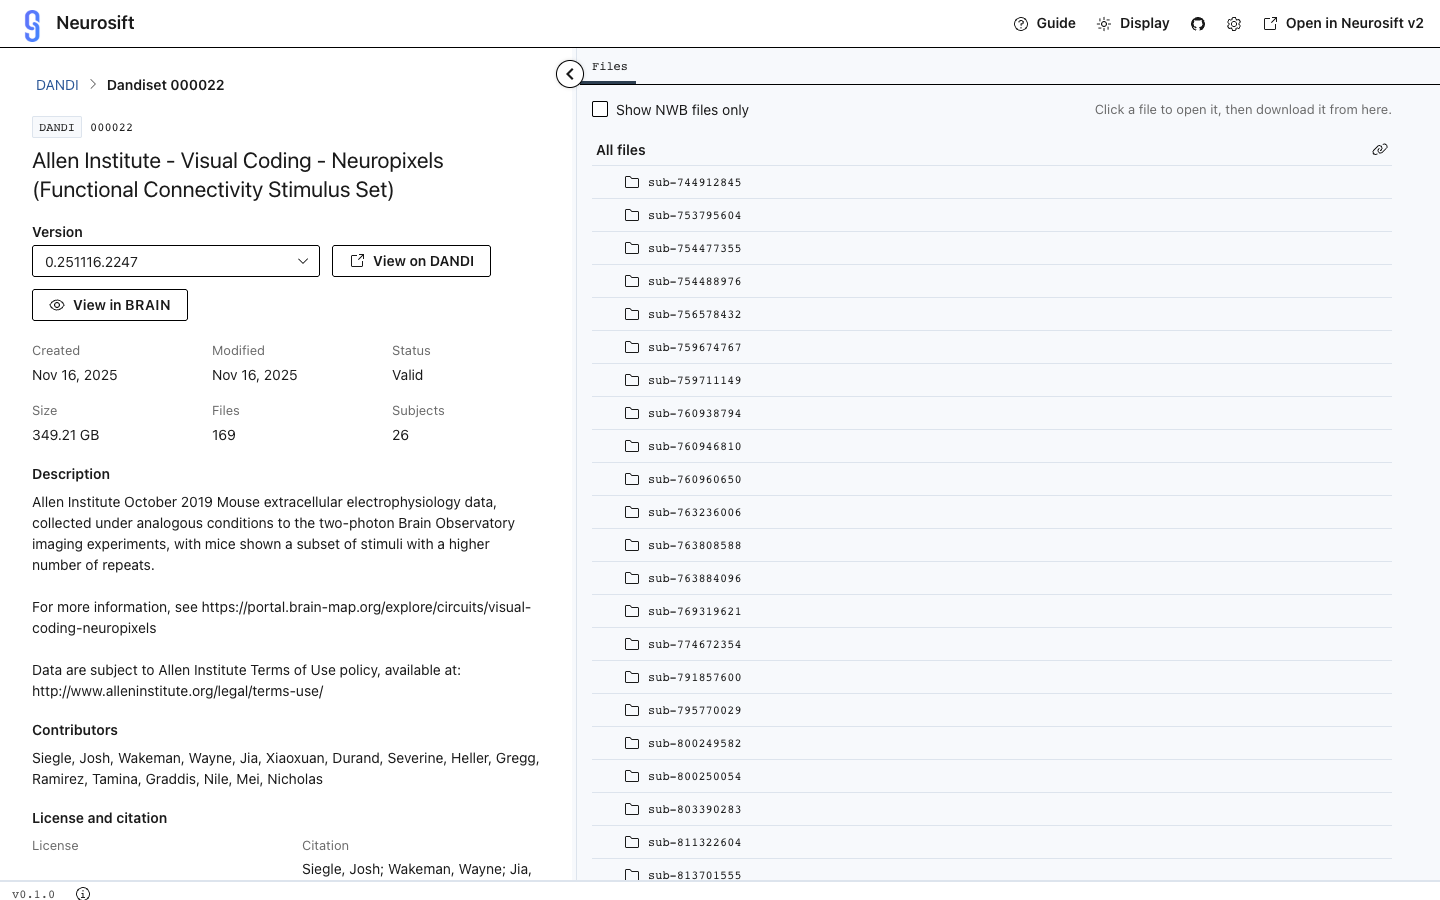 Neurosift
Guide
Display
Open in Neurosift v2
DANDI
Dandiset 000022
DANDI 000022
Allen Institute - Visual Coding - Neuropixels
(Functional Connectivity Stimulus Set)
Version
0.251116.2247
View on DANDI
View in BRAIN
Created
Modified
Status
Nov 16, 2025
Nov 16, 2025
Valid
Size
Files
Subjects
349.21 GB
169
26
Description
Allen Institute October 2019 Mouse extracellular electrophysiology data,
collected under analogous conditions to the two-photon Brain Observatory
imaging experiments, with mice shown a subset of stimuli with a higher
number of repeats.
For more information, see https://portal.brain-map.org/explore/circuits/visual-
coding-neuropixels
Data are subject to Allen Institute Terms of Use policy, available at:
http://www.alleninstitute.org/legal/terms-use/
Contributors
Siegle, Josh, Wakeman, Wayne, Jia, Xiaoxuan, Durand, Severine, Heller, Gregg,
Ramirez, Tamina, Graddis, Nile, Mei, Nicholas
License and citation
License
Citation
Siegle, Josh; Wakeman, Wayne; Jia,
Files
Show NWB files only
Click a file to open it, then download it from here.
All files
sub-744912845
sub-753795604
sub-754477355
sub-754488976
sub-756578432
sub-759674767
sub-759711149
sub-760938794
sub-760946810
sub-760960650
sub-763236006
sub-763808588
sub-763884096
sub-769319621
sub-774672354
sub-791857600
sub-795770029
sub-800249582
sub-800250054
sub-803390283
sub-811322604
sub-813701555
v0.1.0